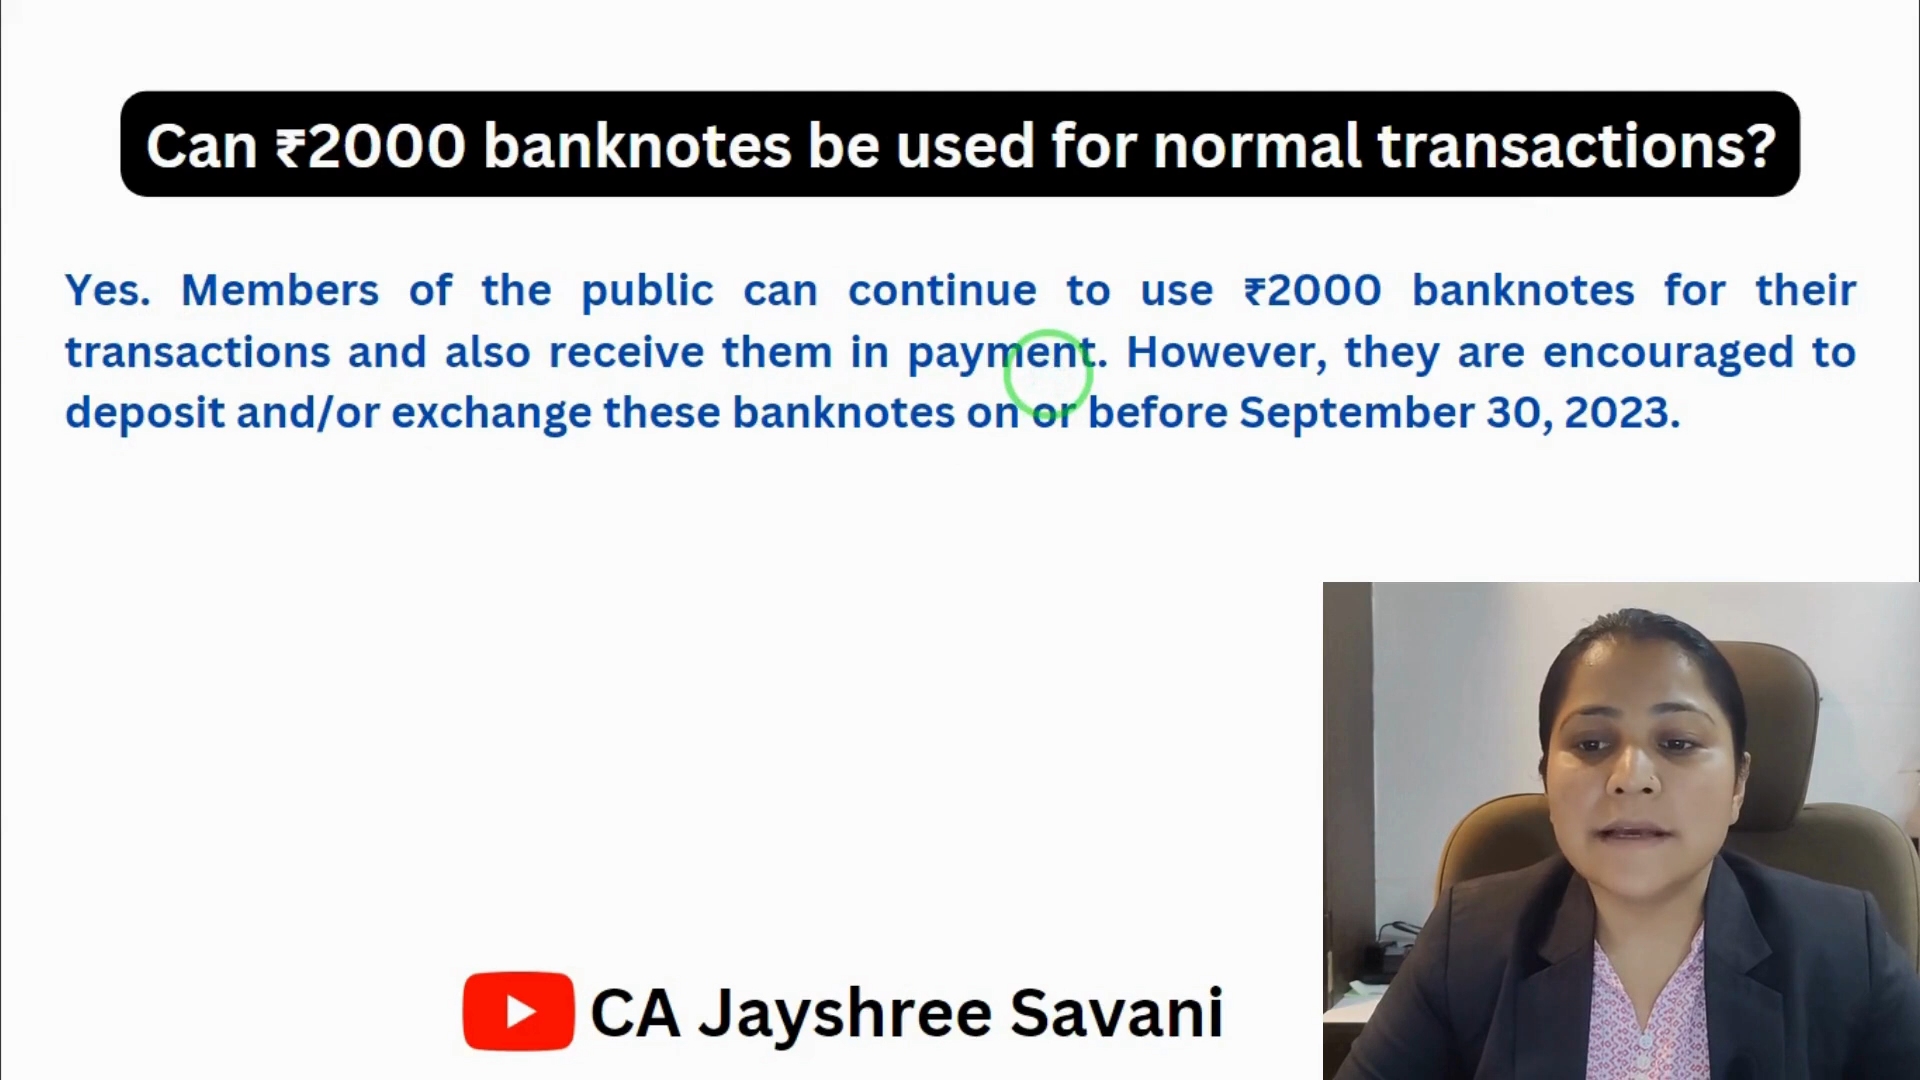 Can ₹2000 banknotes be used for normal transactions?
Yes. Members of the public can continue to use ₹2000 banknotes for their
transactions and also receive them in payment. However, they are encouraged to
deposit and/or exchange these banknotes on or before September 30, 2023.
CA Jayshree Savani